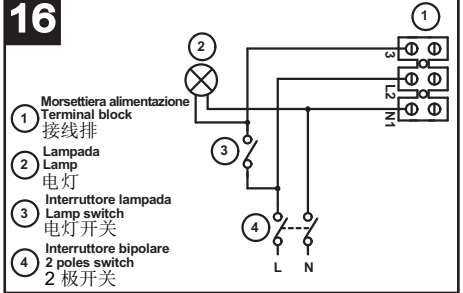 16
1
2
3
L2
N1
1
Morsettiera alimentazione
Terminal block
接线排
2
Lampada
Lamp
电灯
3
Interruttore lampada
Lamp switch
电灯开关
4
Interruttore bipolare
2 poles switch
2 极开关
3
4
L N